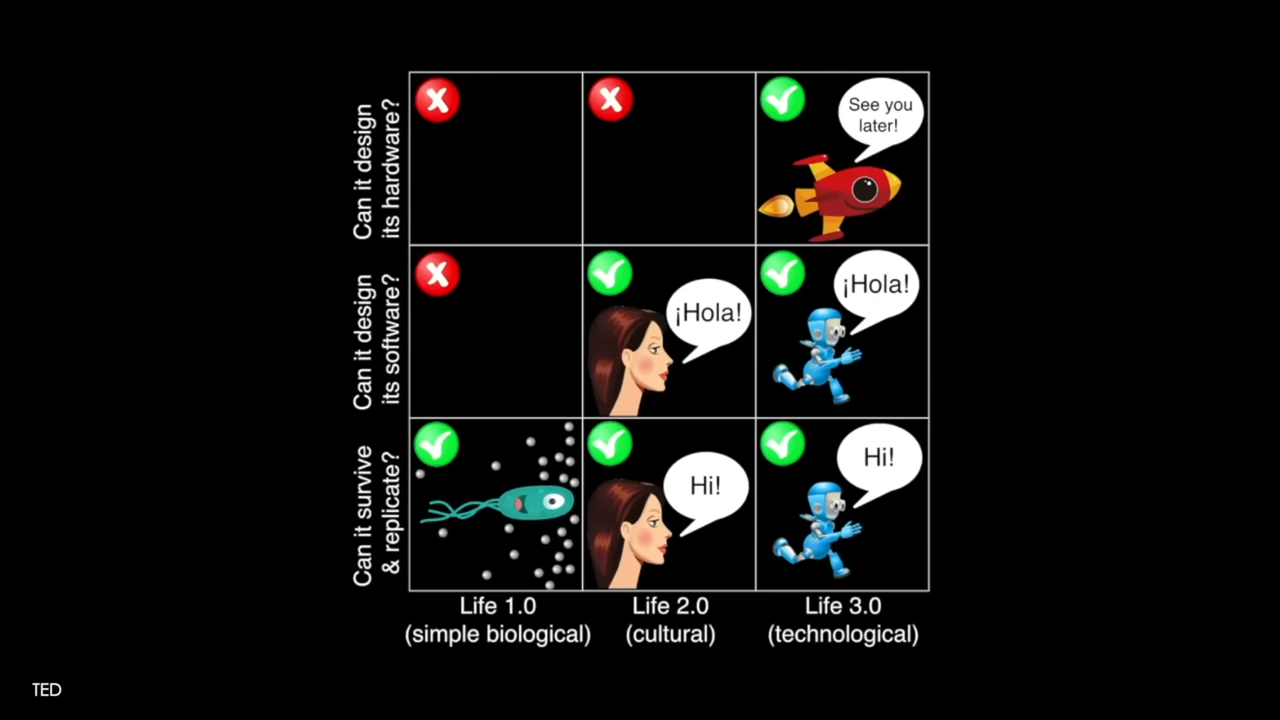 Can it design
its hardware?
See you
later!
Can it design
its software?
¡Hola!
¡Hola!
Can it survive
& replicate?
Hi!
Hi!
Life 1.0
(simple biological)
Life 2.0
(cultural)
Life 3.0
(technological)
TED